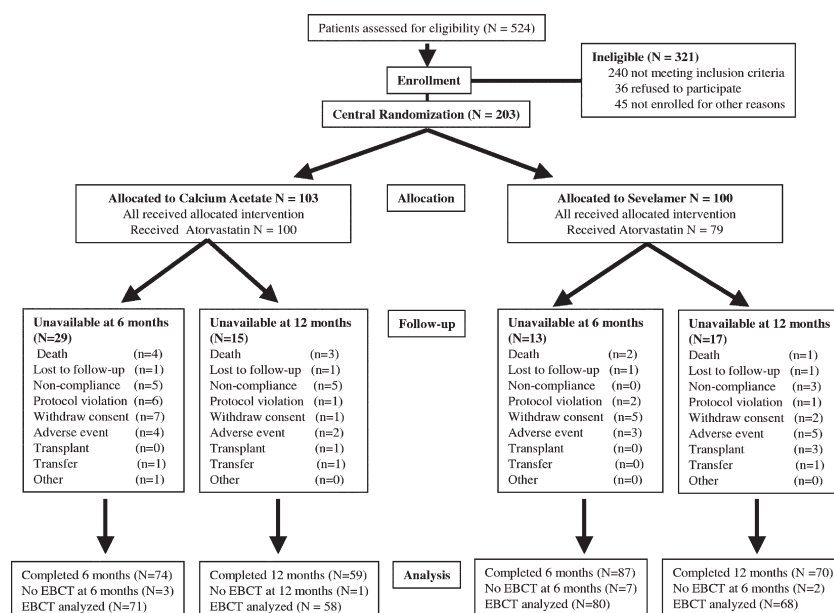 Patients assessed for eligibility (N = 524)
Ineligible (N = 321)
240 not meeting inclusion criteria
36 refused to participate
45 not enrolled for other reasons
Enrollment
Central Randomization (N = 203)
Allocated to Calcium Acetate N = 103
All received allocated intervention
Received Atorvastatin N = 100
Allocation
Allocated to Sevelamer N = 100
All received allocated intervention
Received Atorvastatin N = 79
Unavailable at 6 months
(N=29)
Death (n=4)
Lost to follow-up (n=1)
Non-compliance (n=5)
Protocol violation (n=6)
Withdraw consent (n=7)
Adverse event (n=4)
Transplant (n=0)
Transfer (n=1)
Other (n=1)
Unavailable at 12 months
(N=15)
Death (n=3)
Lost to follow-up (n=1)
Non-compliance (n=5)
Protocol violation (n=1)
Withdraw consent (n=1)
Adverse event (n=2)
Transplant (n=1)
Transfer (n=1)
Other (n=0)
Follow-up
Unavailable at 6 months
(N=13)
Death (n=2)
Lost to follow-up (n=1)
Non-compliance (n=0)
Protocol violation (n=2)
Withdraw consent (n=5)
Adverse event (n=3)
Transplant (n=0)
Transfer (n=0)
Other (n=0)
Unavailable at 12 months
(N=17)
Death (n=1)
Lost to follow-up (n=1)
Non-compliance (n=3)
Protocol violation (n=1)
Withdraw consent (n=2)
Adverse event (n=5)
Transplant (n=3)
Transfer (n=1)
Other (n=0)
Completed 6 months (N=74)
No EBCT at 6 months (N=3)
EBCT analyzed (N=71)
Completed 12 months (N=59)
No EBCT at 12 months (N=1)
EBCT analyzed (N = 58)
Analysis
Completed 6 months (N=87)
No EBCT at 6 months (N=7)
EBCT analyzed (N=80)
Completed 12 months (N =70)
No EBCT at 6 months (N=2)
EBCT analyzed (N=68)